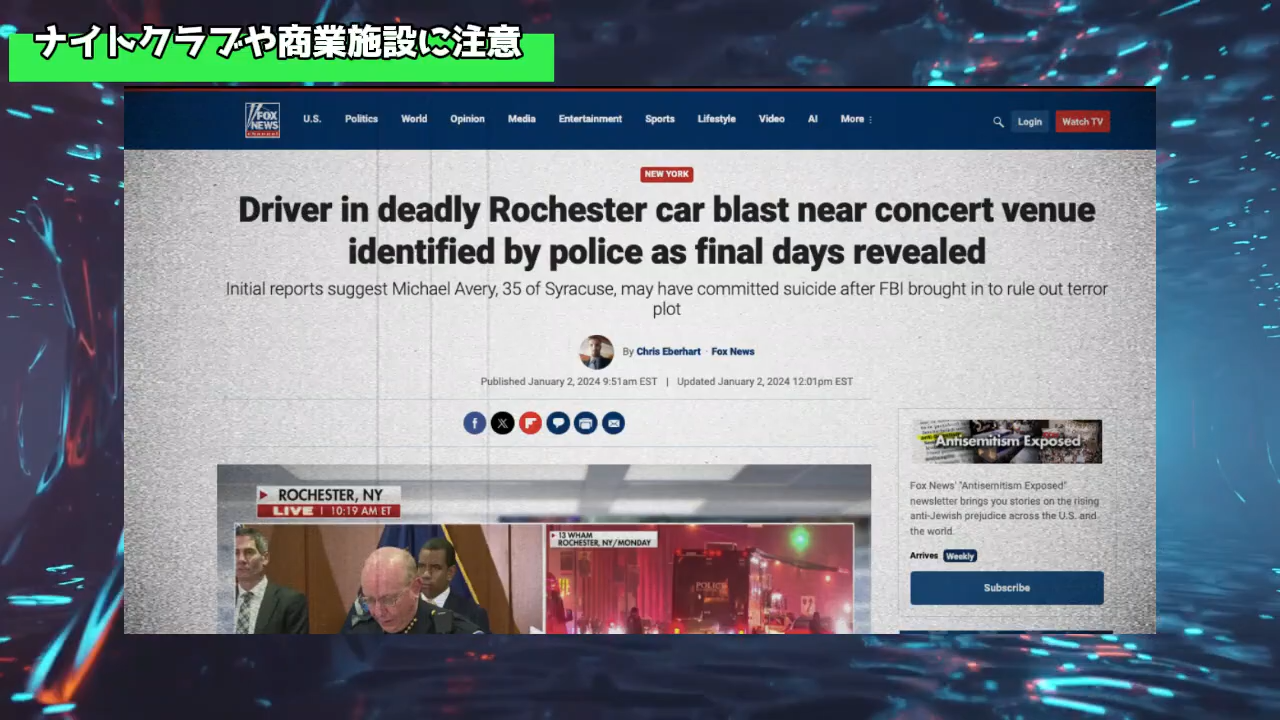 ナイトクラブや商業施設に注意
FOX
NEWS
channel
U.S. Politics World Opinion Media Entertainment Sports Lifestyle Video AI More
Login
Watch TV
NEW YORK
Driver in deadly Rochester car blast near concert venue
identified by police as final days revealed
Initial reports suggest Michael Avery, 35 of Syracuse, may have committed suicide after FBI brought in to rule out terror
plot
By Chris Eberhart · Fox News
Published January 2, 2024 9:51am EST | Updated January 2, 2024 12:01pm EST
Antisemitism Exposed
Fox News' "Antisemitism Exposed"
newsletter brings you stories on the rising
anti-Jewish prejudice across the U.S. and
the world.
Arrives Weekly
Subscribe
ROCHESTER, NY
LIVE | 10:19 AM ET
13 WHAM
ROCHESTER, NY/MONDAY
POLICE